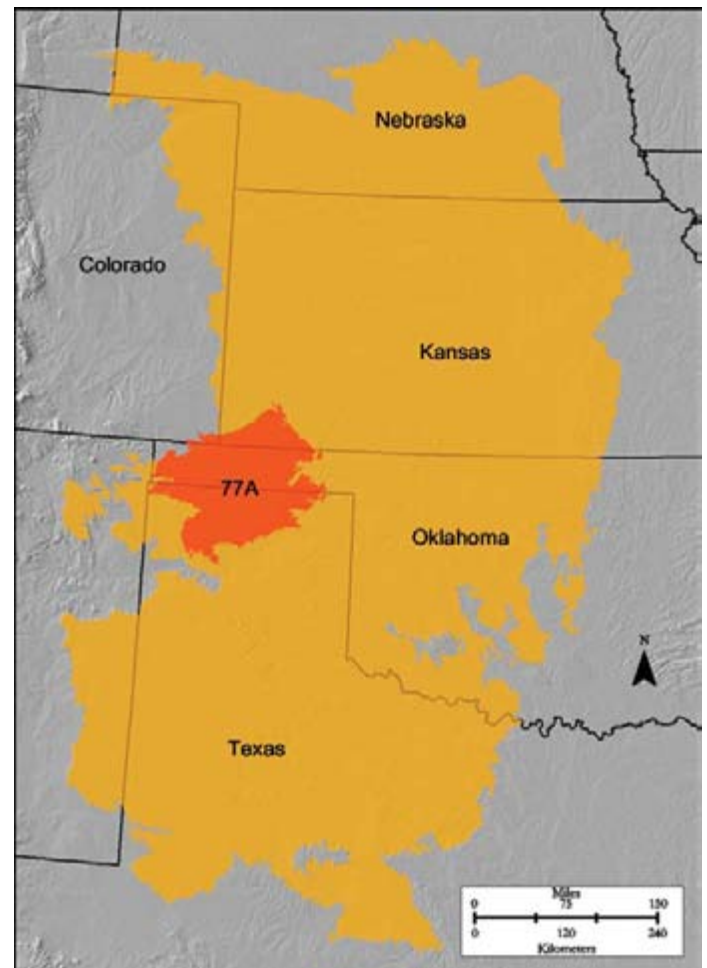 Nebraska
Colorado
Kansas
77A
Oklahoma
N
Texas
Miles
0 75 150
0 120 240
Kilometers